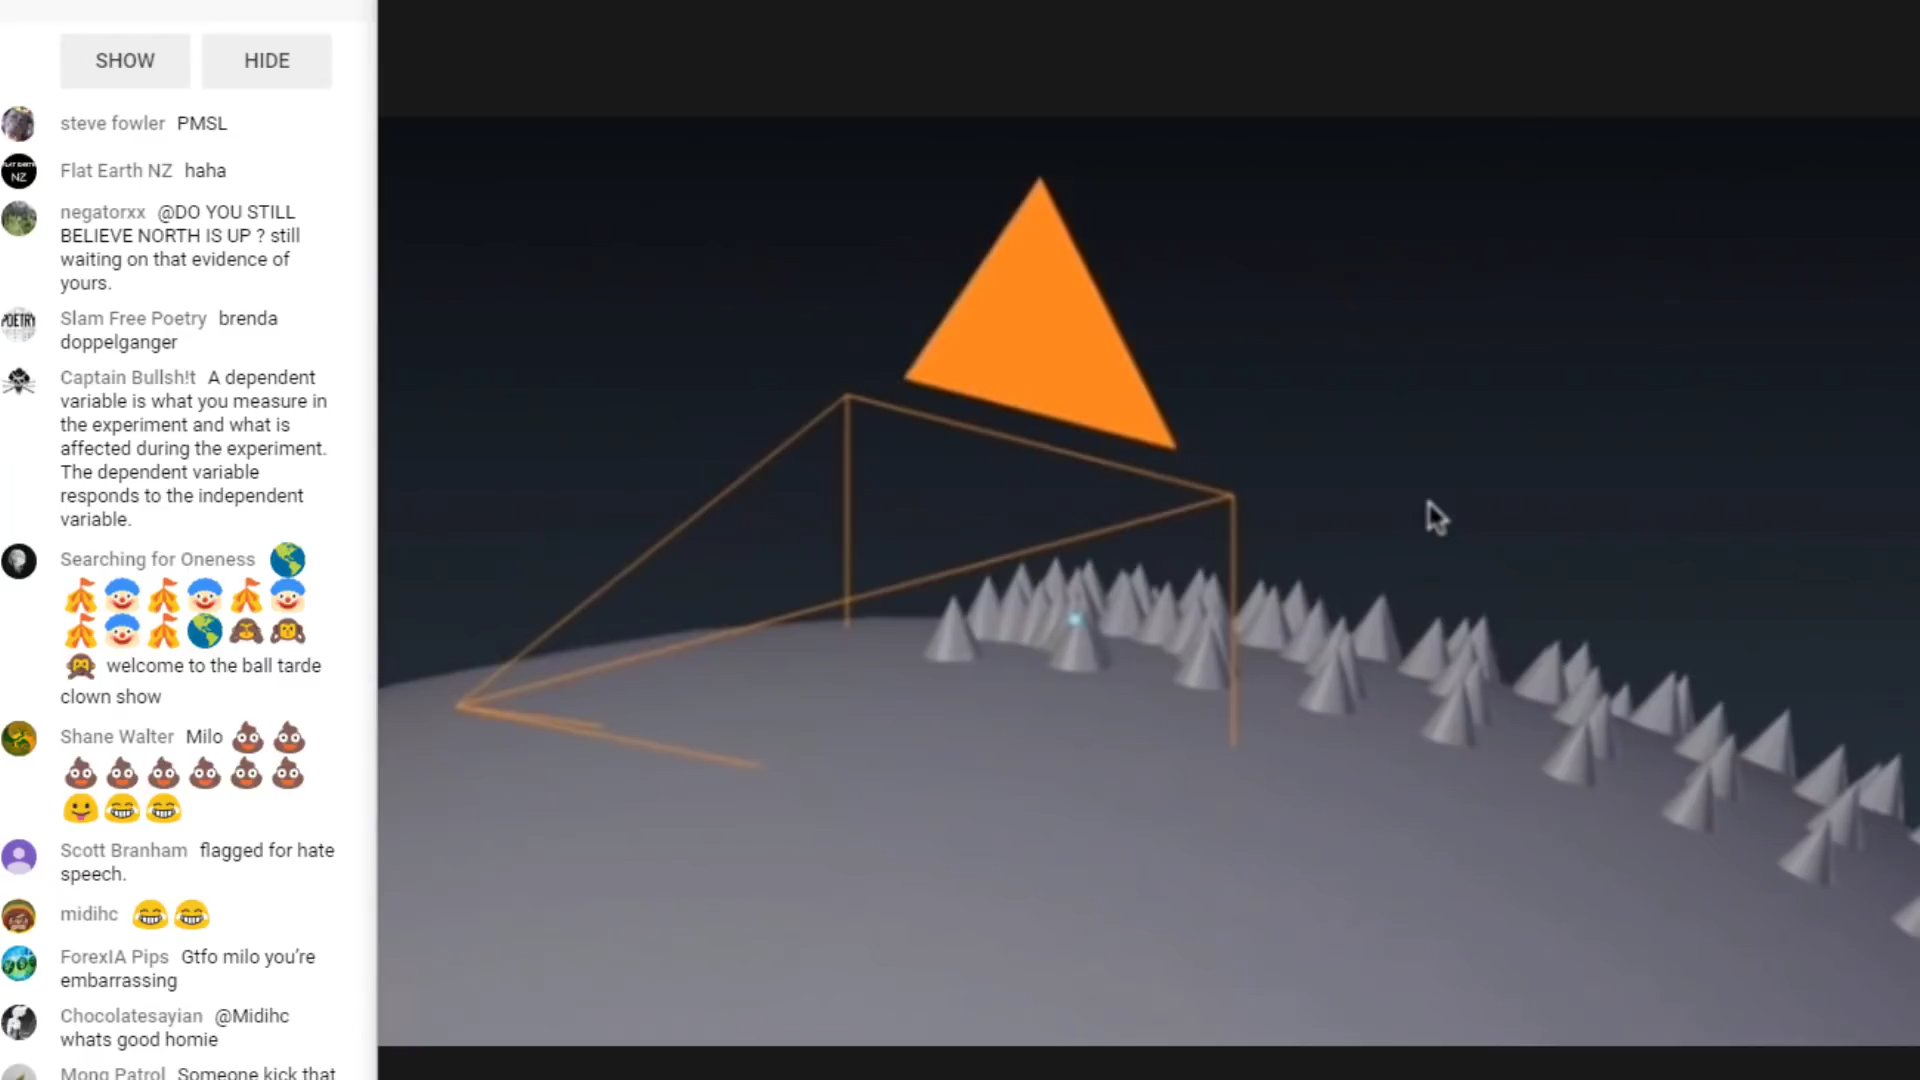 SHOW HIDE
steve fowler PMSL
Flat Earth NZ haha
negatorxx @DO YOU STILL
BELIEVE NORTH IS UP ? still
waiting on that evidence of
yours.
Slam Free Poetry brenda
doppelganger
Captain Bullsh!t A dependent
variable is what you measure in
the experiment and what is
affected during the experiment.
The dependent variable
responds to the independent
variable.
Searching for Oneness
welcome to the ball tarde
clown show
Shane Walter Milo
Scott Branham flagged for hate
speech.
midihc
ForexIA Pips Gtfo milo you’re
embarrassing
Chocolatesayian @Midihc
whats good homie
Mong Patrol Someone kick that